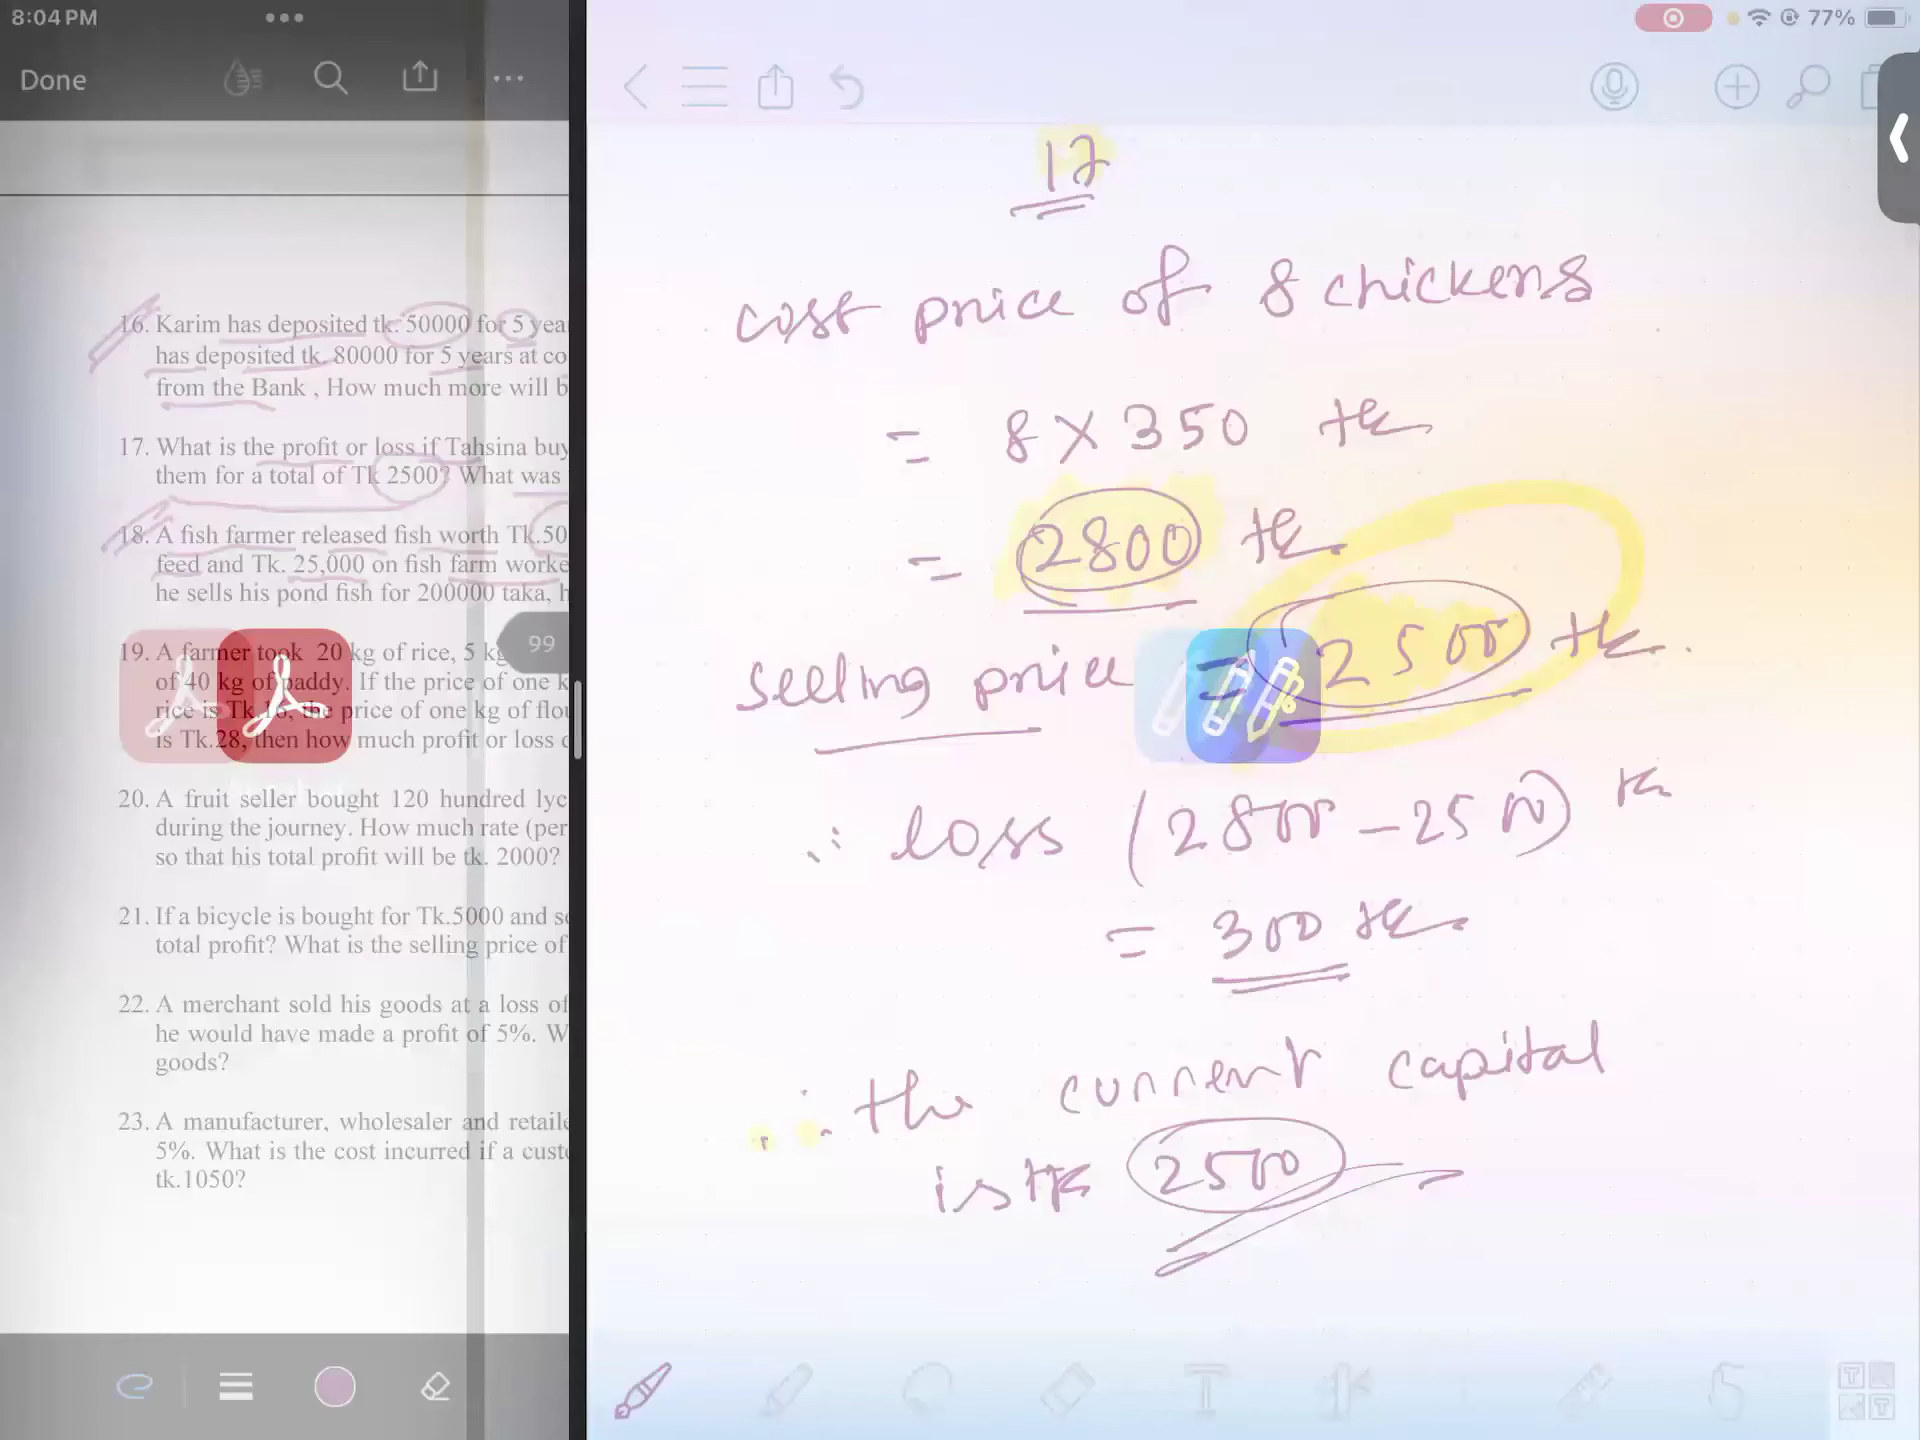 8:04 PM
77%
Done
16. Karim has deposited tk. 50000 for 5 yea
has deposited tk. 80000 for 5 years at co
from the Bank , How much more will b
17. What is the profit or loss if Tahsina buy
them for a total of Tk 2500? What was
18. A fish farmer released fish worth Tk.50
feed and Tk. 25,000 on fish farm worke
he sells his pond fish for 200000 taka, h
99
19. A farmer took 20 kg of rice, 5 kg
of 40 kg of paddy. If the price of one k
rice is Tk.16, the price of one kg of flou
is Tk.28, then how much profit or loss
20. A fruit seller bought 120 hundred lyc
during the journey. How much rate (per
so that his total profit will be tk. 2000?
21. If a bicycle is bought for Tk.5000 and so
total profit? What is the selling price of
22. A merchant sold his goods at a loss of
he would have made a profit of 5%. W
goods?
23. A manufacturer, wholesaler and retaile
5%. What is the cost incurred if a custo
tk.1050?
17
cost price of 8 chickens
= 8 × 350 tk
= 2800 tk
selling price = 2500 tk.
∴ loss (2800 - 2500) tk
= 300 tk
∴ the current capital
is tk 2500